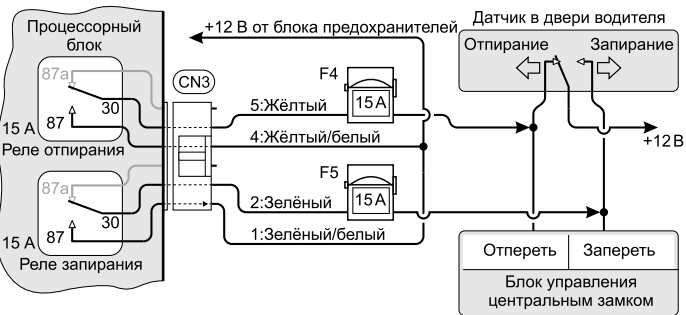 Процессорный
блок
87а
30
87
15 А
Реле отпирания
87а
30
87
15 А
Реле запирания
CN3
+12 В от блока предохранителей
F4
15 А
5:Жёлтый
4:Жёлтый/белый
F5
15 А
2:Зелёный
1:Зелёный/белый
Датчик в двери водителя
Отпирание
Запирание
+12 В
Отпереть
Запереть
Блок управления
центральным замком